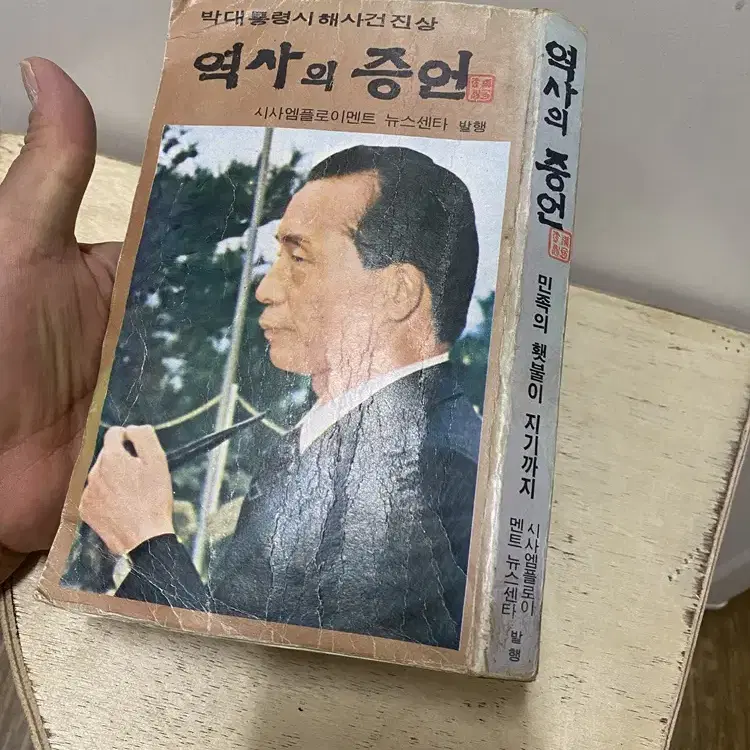 박대통령시해사건진상
역사의 증언
시사엠플로이멘트 뉴스센타 발행
역사의 증언
민족의 횃불이 지기까지
시사엠플로이
멘트 뉴스센타 발행